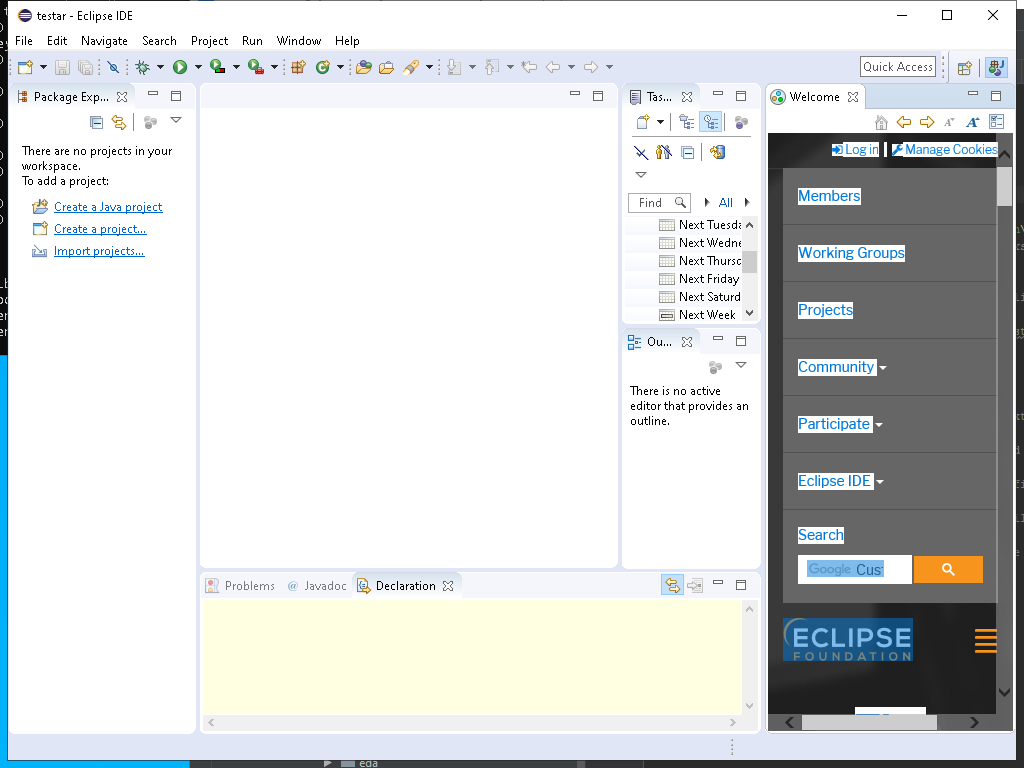 testar - Eclipse IDE
File Edit Navigate Search Project Run Window Help
Quick Access
Package Exp...
There are no projects in your
workspace.
To add a project:
Create a Java project
Create a project...
Import projects...
Tas...
Find
All
Next Tuesda
Next Wedne
Next Thursd
Next Friday
Next Saturd
Next Week
Ou...
There is no active
editor that provides an
outline.
Problems @ Javadoc Declaration
Welcome
Log in Manage Cookies
Members
Working Groups
Projects
Community
Participate
Eclipse IDE
Search
Google Cust
ECLIPSE
FOUNDATION
eda